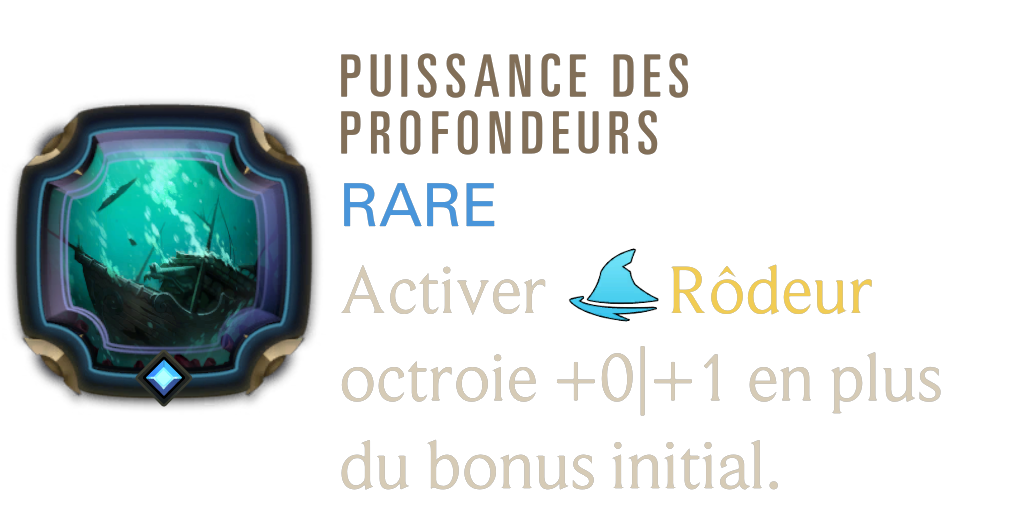 PUISSANCE DES
PROFONDEURS
RARE
Activer Rôdeur
octroie +0|+1 en plus
du bonus initial.